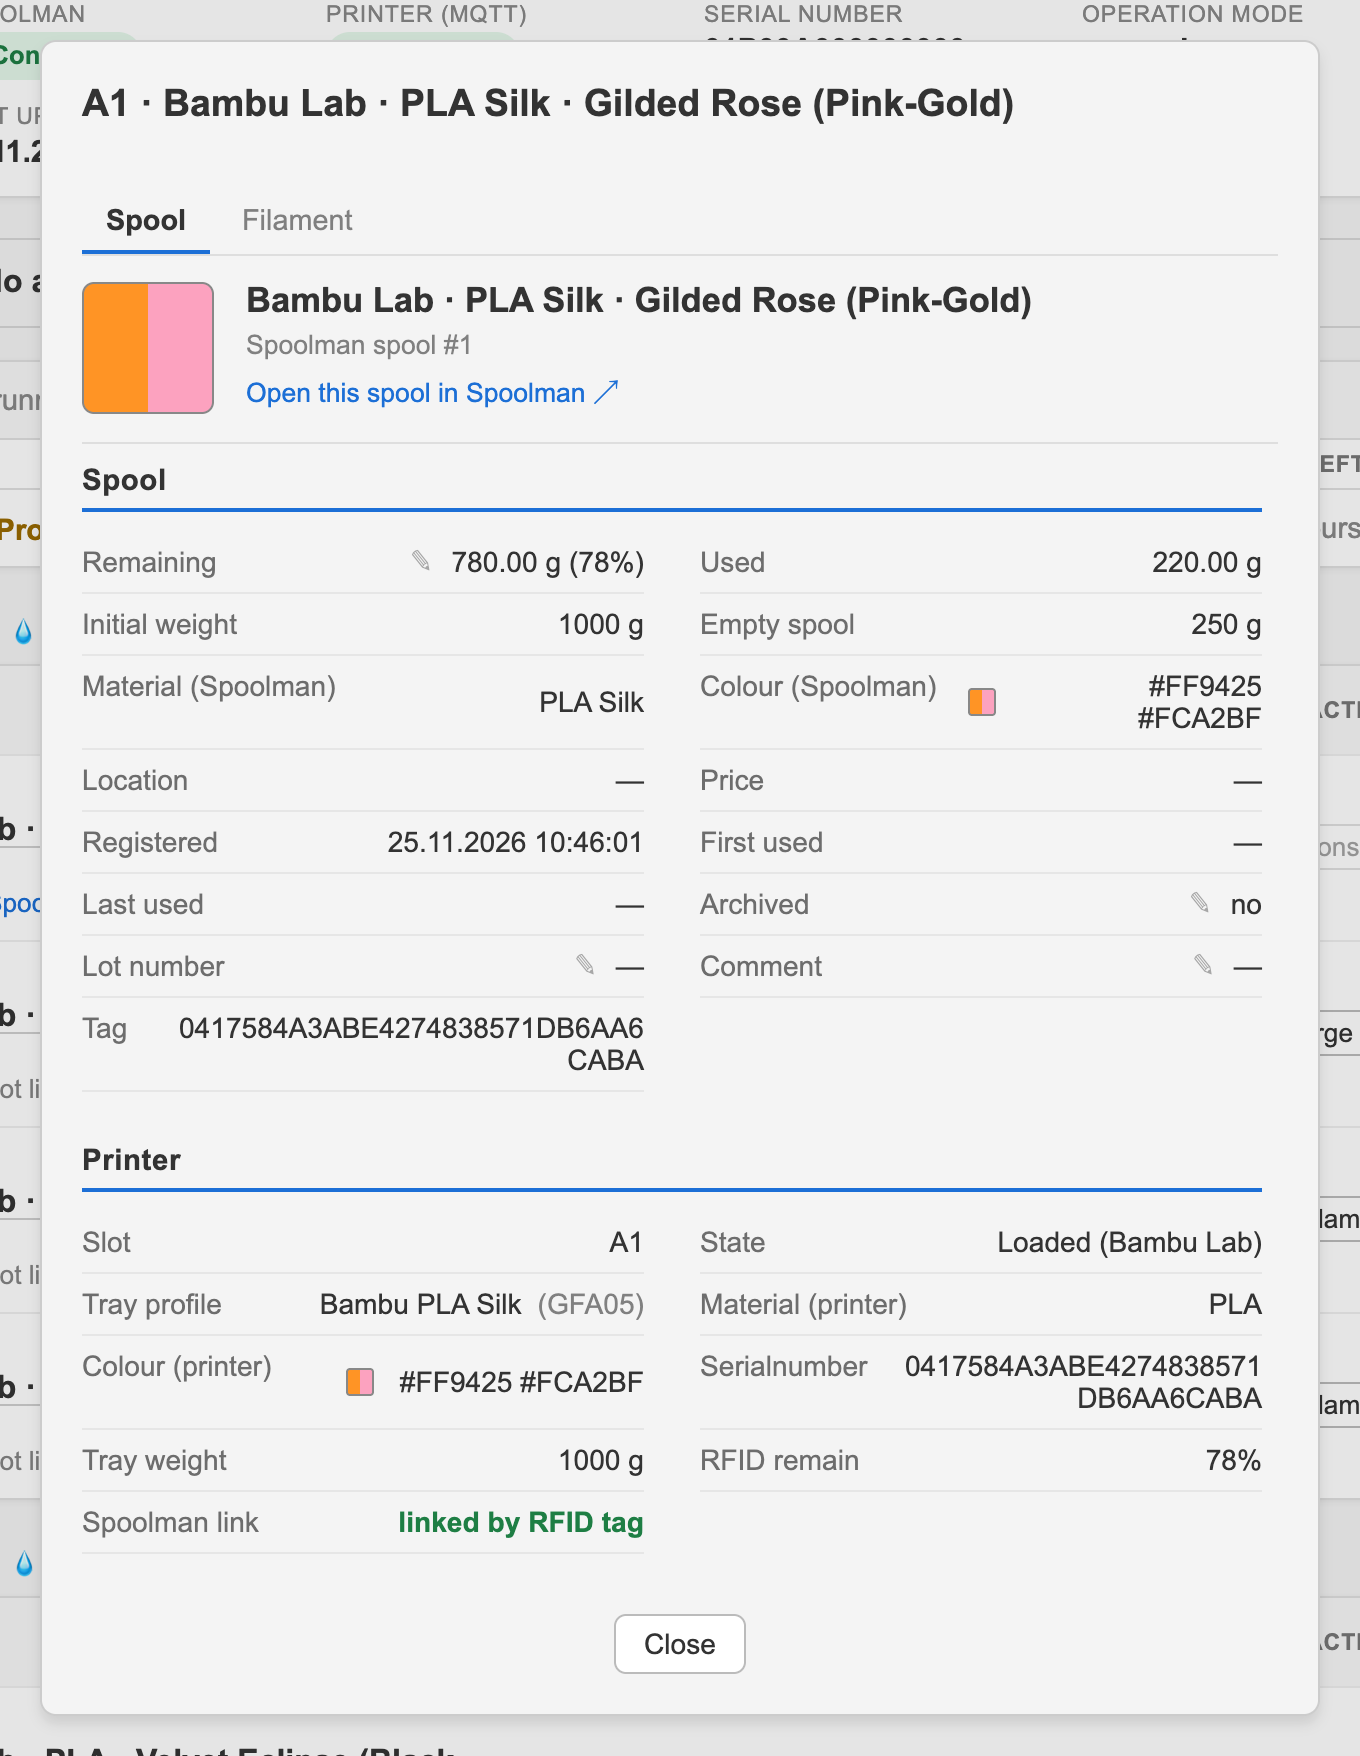 OLMAN PRINTER (MQTT) SERIAL NUMBER OPERATION MODE
A1 · Bambu Lab · PLA Silk · Gilded Rose (Pink-Gold)
Spool Filament
Bambu Lab · PLA Silk · Gilded Rose (Pink-Gold)
Spoolman spool #1
Open this spool in Spoolman ↗
Spool
Remaining ✎ 780.00 g (78%) Used 220.00 g
Initial weight 1000 g Empty spool 250 g
Material (Spoolman) PLA Silk Colour (Spoolman) #FF9425
#FCA2BF
Location — Price —
Registered 25.11.2026 10:46:01 First used —
Last used — Archived ✎ no
Lot number ✎ — Comment ✎ —
Tag 0417584A3ABE4274838571DB6AA6
CABA
Printer
Slot A1 State Loaded (Bambu Lab)
Tray profile Bambu PLA Silk (GFA05) Material (printer) PLA
Colour (printer) #FF9425 #FCA2BF Serialnumber 0417584A3ABE4274838571
DB6AA6CABA
Tray weight 1000 g RFID remain 78%
Spoolman link linked by RFID tag
Close